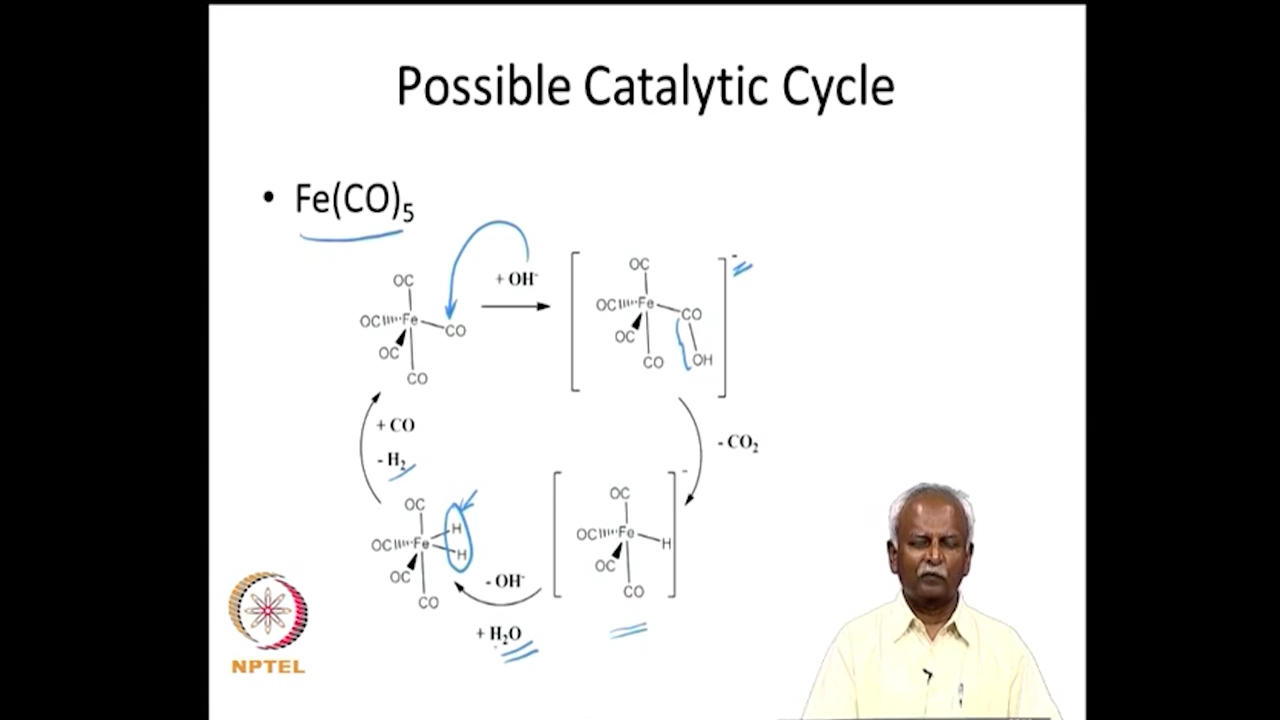 Possible Catalytic Cycle
• Fe(CO)₅
OC
OC Fe CO
OC
CO
+ OH⁻
[
OC
OC Fe CO
OC
CO OH
]⁻
+ CO
- H₂
- CO₂
OC
OC Fe H
H
OC
CO
- OH⁻
+ H₂O
[
OC
OC Fe H
OC
CO
]⁻
NPTEL